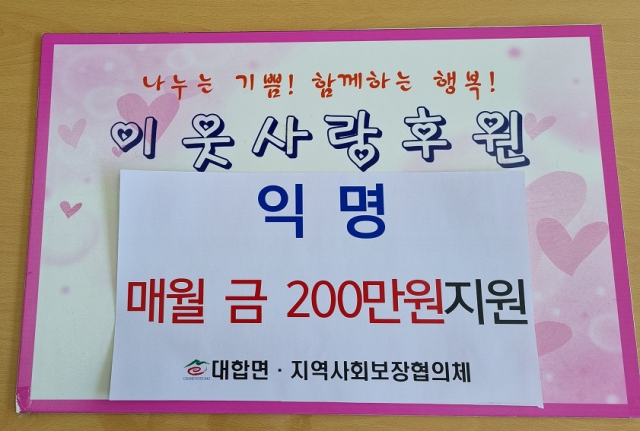 나누는 기쁨! 함께하는 행복!
이웃사랑후원
익 명
매월 금 200만원지원
대합면 · 지역사회보장협의체